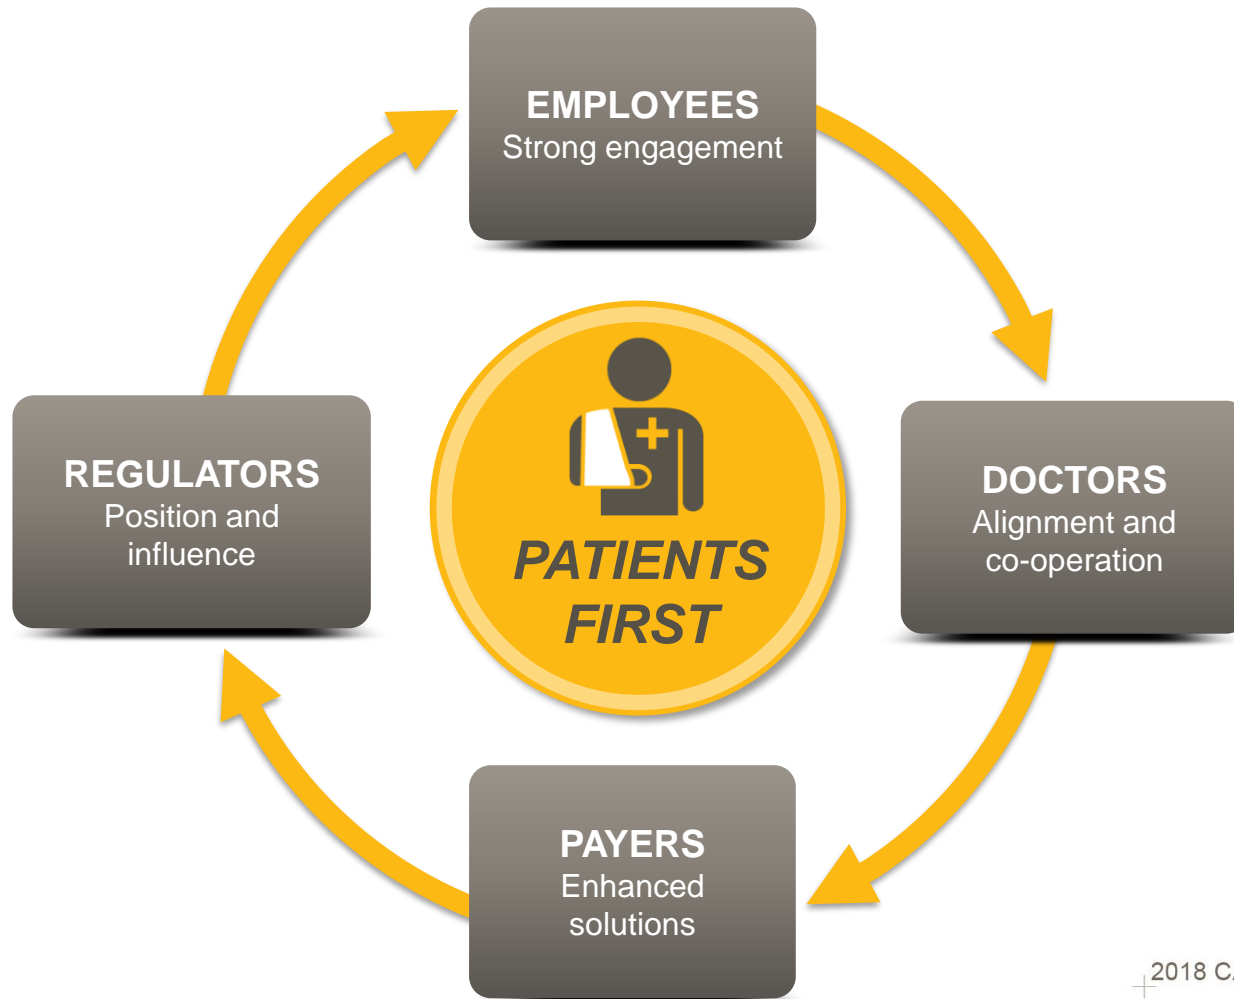 EMPLOYEES
Strong engagement
REGULATORS
Position and
influence
PATIENTS
FIRST
DOCTORS
Alignment and
co-operation
PAYERS
Enhanced
solutions
2018